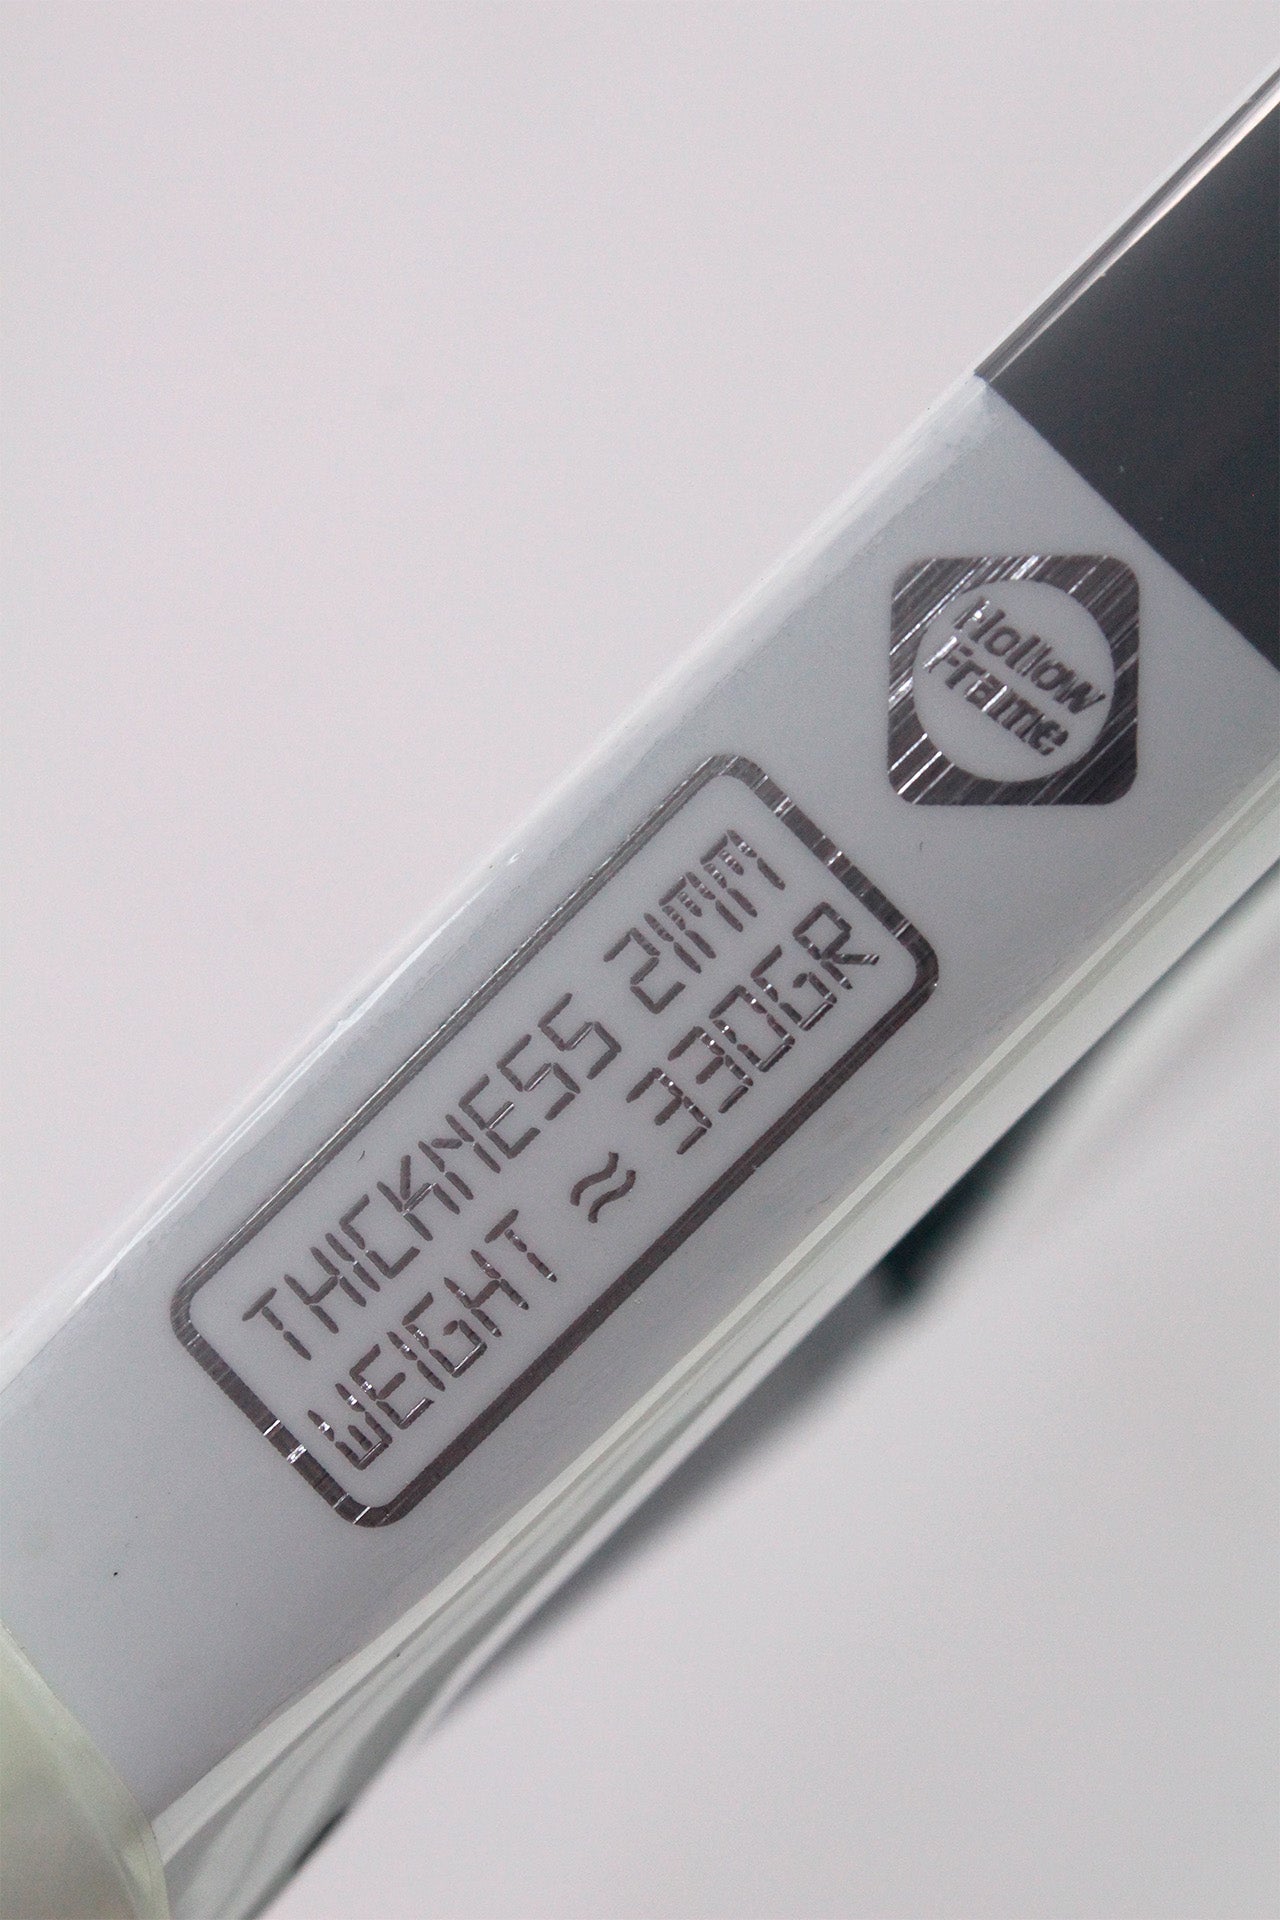 Hollow
Frame
THICKNESS 21MM
WEIGHT ≈ 330GR